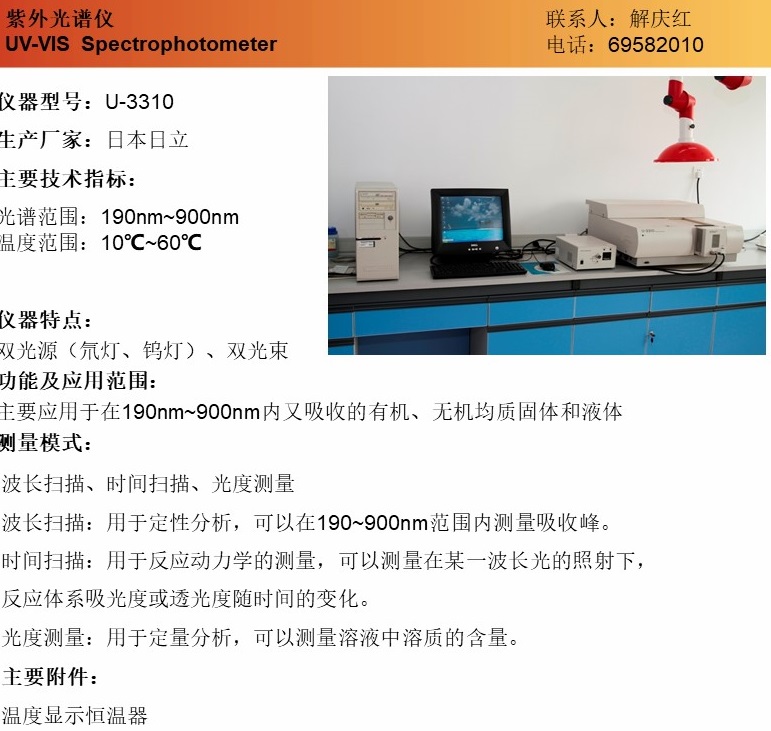 紫外光谱仪
UV-VIS Spectrophotometer
联系人：解庆红
电话：69582010
仪器型号：U-3310
生产厂家：日本日立
主要技术指标：
光谱范围：190nm~900nm
温度范围：10℃~60℃
仪器特点：
双光源（氘灯、钨灯）、双光束
功能及应用范围：
主要应用于在190nm~900nm内又吸收的有机、无机均质固体和液体
测量模式：
波长扫描、时间扫描、光度测量
波长扫描：用于定性分析，可以在190~900nm范围内测量吸收峰。
时间扫描：用于反应动力学的测量，可以测量在某一波长光的照射下，
反应体系吸光度或透光度随时间的变化。
光度测量：用于定量分析，可以测量溶液中溶质的含量。
主要附件：
温度显示恒温器